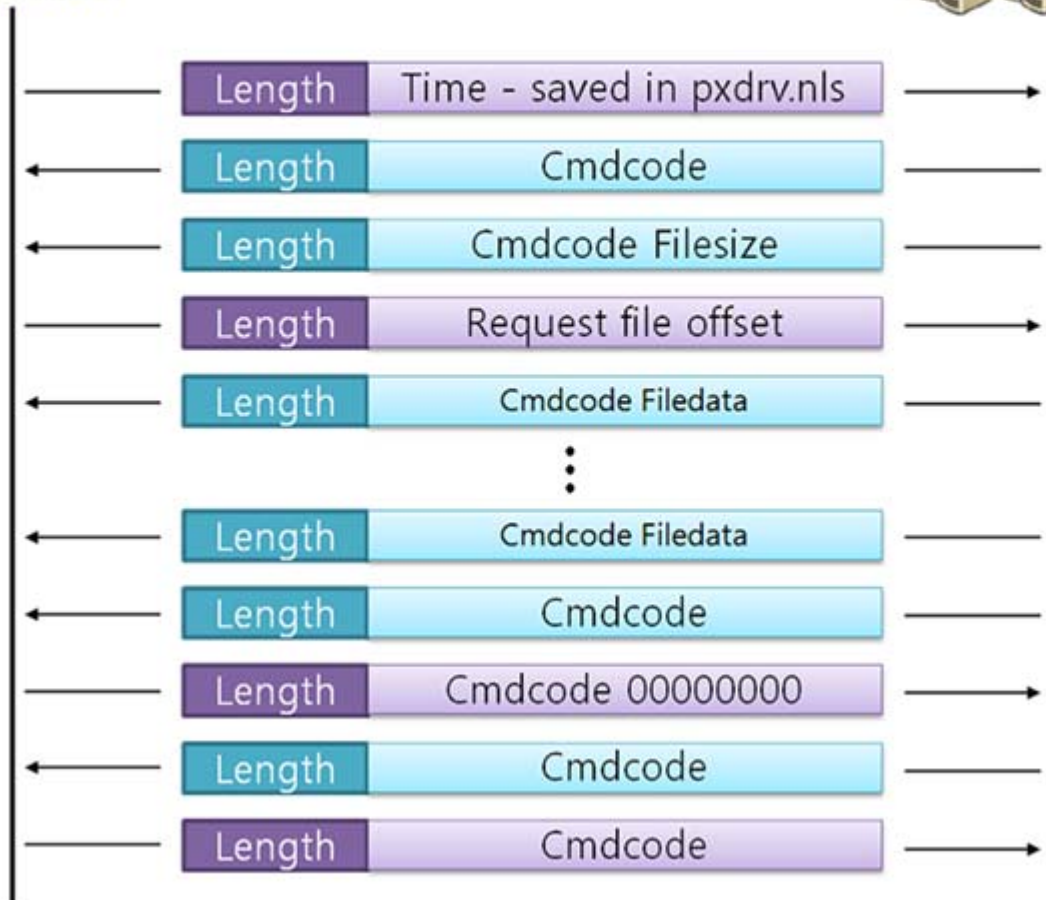 Length Time - saved in pxdrv.nls
Length Cmdcode
Length Cmdcode Filesize
Length Request file offset
Length Cmdcode Filedata
Length Cmdcode Filedata
Length Cmdcode
Length Cmdcode 00000000
Length Cmdcode
Length Cmdcode